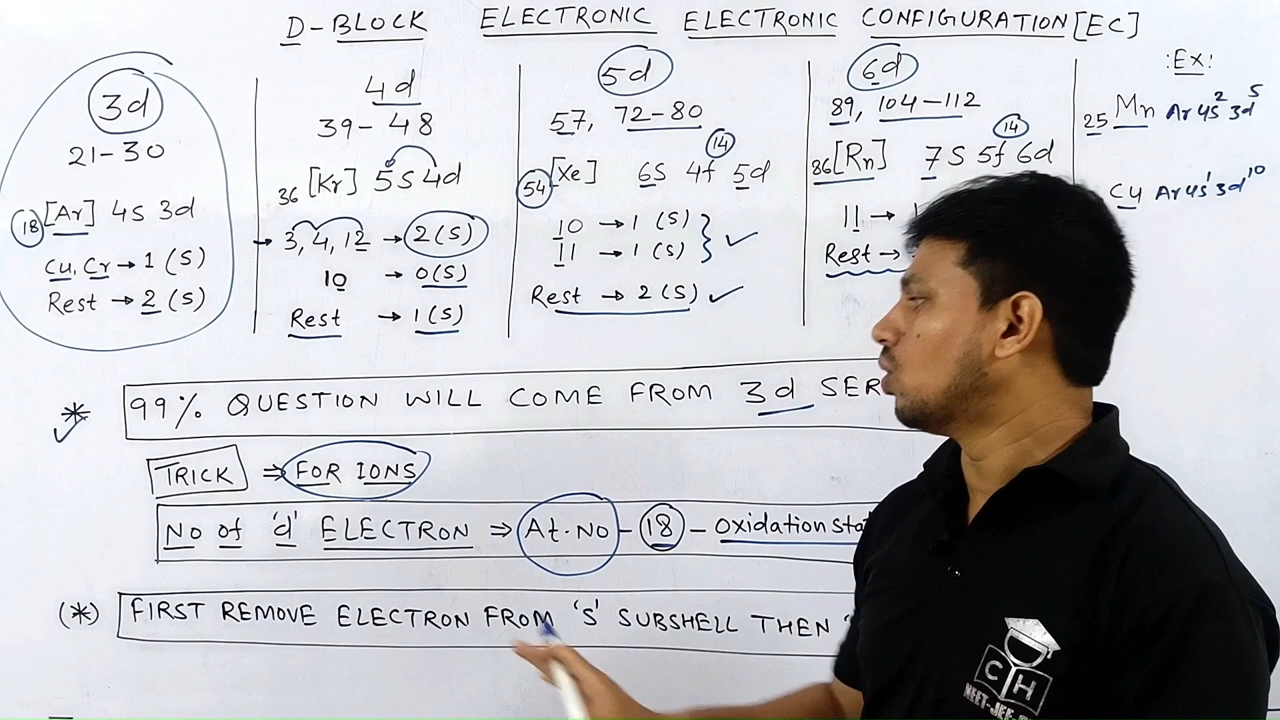 D-BLOCK ELECTRONIC ELECTRONIC CONFIGURATION [EC]
3d
21-30
18[Ar] 4s 3d
Cu, Cr → 1 (S)
Rest → 2 (S)
4d
39-48
36 [Kr] 5s 4d
→ 3, 4, 12 → 2(S)
10 → 0(S)
Rest → 1(S)
5d
57, 72-80
14
54 [Xe] 6s 4f 5d
10 → 1 (S)
11 → 1 (S)
Rest → 2(S)
6d
89, 104-112
14
86[Rn] 7S 5f 6d
11 →
Rest →
:EX:
25 Mn Ar 4s² 3d⁵
Cu Ar 4s¹ 3d¹⁰
* 99% QUESTION WILL COME FROM 3d
TRICK ⇒ FOR IONS
No of 'd' ELECTRON ⇒ At.No - 18 - Oxidation
(*) FIRST REMOVE ELECTRON FROM 'S' SUBSHELL THEN
CH